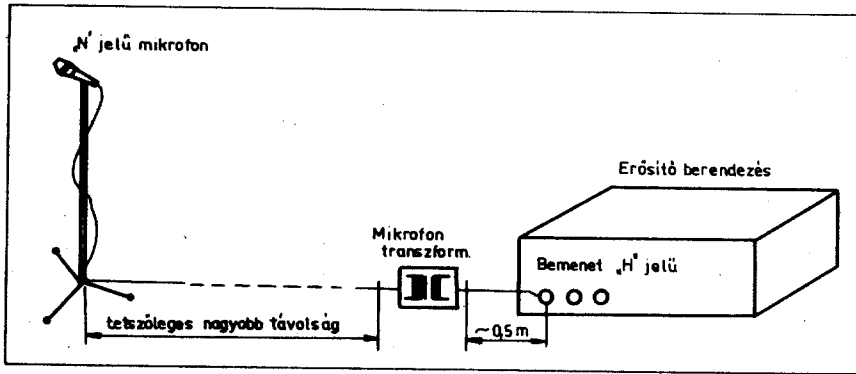 „N” jelű mikrofon
Erősítő berendezés
Mikrofon
transzform.
Bemenet „H” jelű
tetszőleges nagyobb távolság
~0,5 m